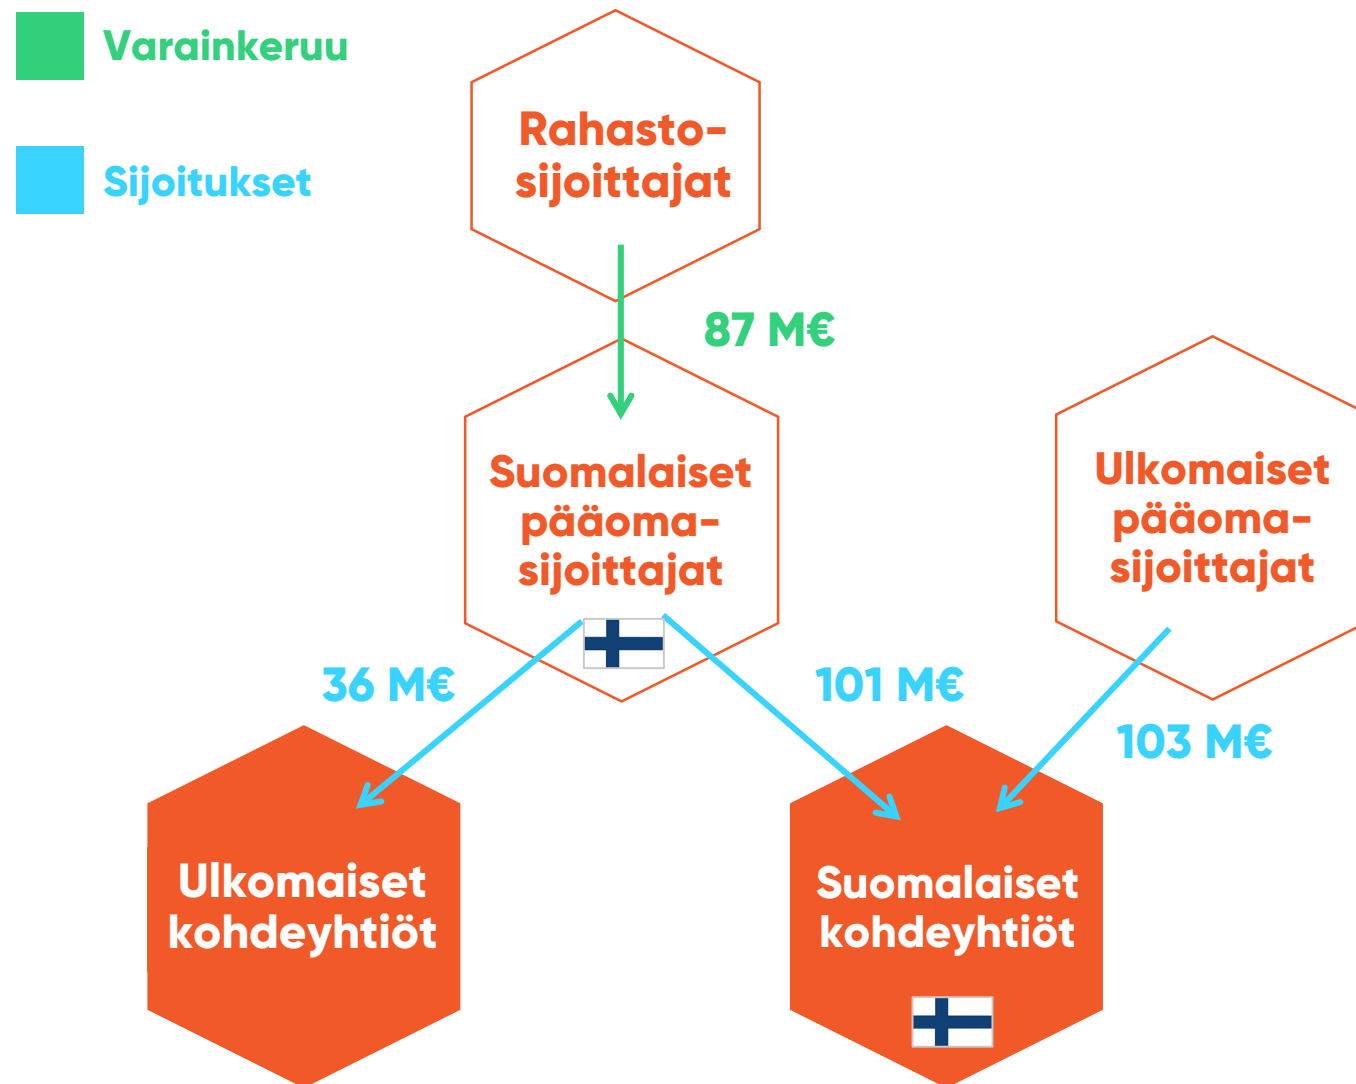 Varainkeruu
Sijoitukset
Rahasto-
sijoittajat
87 M€
Suomalaiset
pääoma-
sijoittajat
Ulkomaiset
pääoma-
sijoittajat
36 M€
101 M€
103 M€
Ulkomaiset
kohdeyhtiöt
Suomalaiset
kohdeyhtiöt